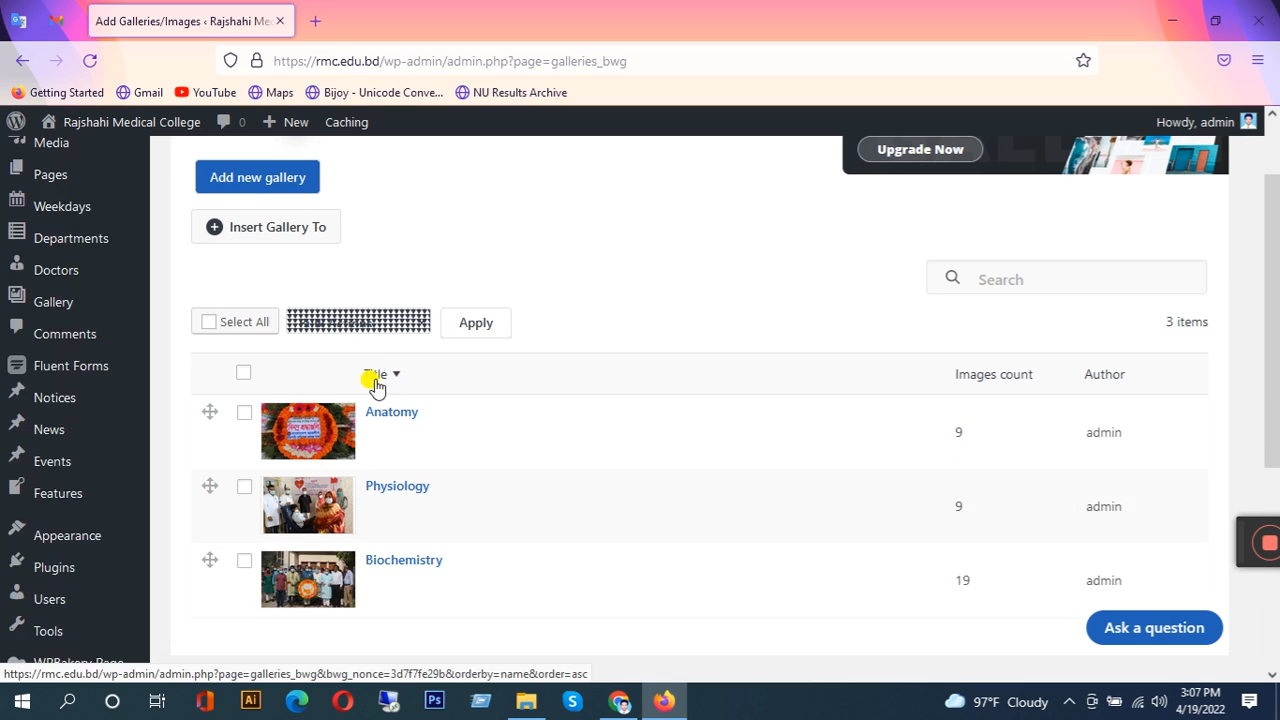 Add Galleries/Images ‹ Rajshahi Me
https://rmc.edu.bd/wp-admin/admin.php?page=galleries_bwg
Getting Started Gmail YouTube Maps Bijoy - Unicode Conve... NU Results Archive
Rajshahi Medical College 0 New Caching Howdy, admin
Media
Pages
Weekdays
Departments
Doctors
Gallery
Comments
Fluent Forms
Notices
News
Events
Features
Appearance
Plugins
Users
Tools
WPBakery Page
Upgrade Now
Add new gallery
Insert Gallery To
Search
Select All Apply 3 items
Title Images count Author
Anatomy 9 admin
Physiology 9 admin
Biochemistry 19 admin
Ask a question
https://rmc.edu.bd/wp-admin/admin.php?page=galleries_bwg&bwg_nonce=3d7f7fe29b&orderby=name&order=asc
Ai Ps 97°F Cloudy 3:07 PM
4/19/2022